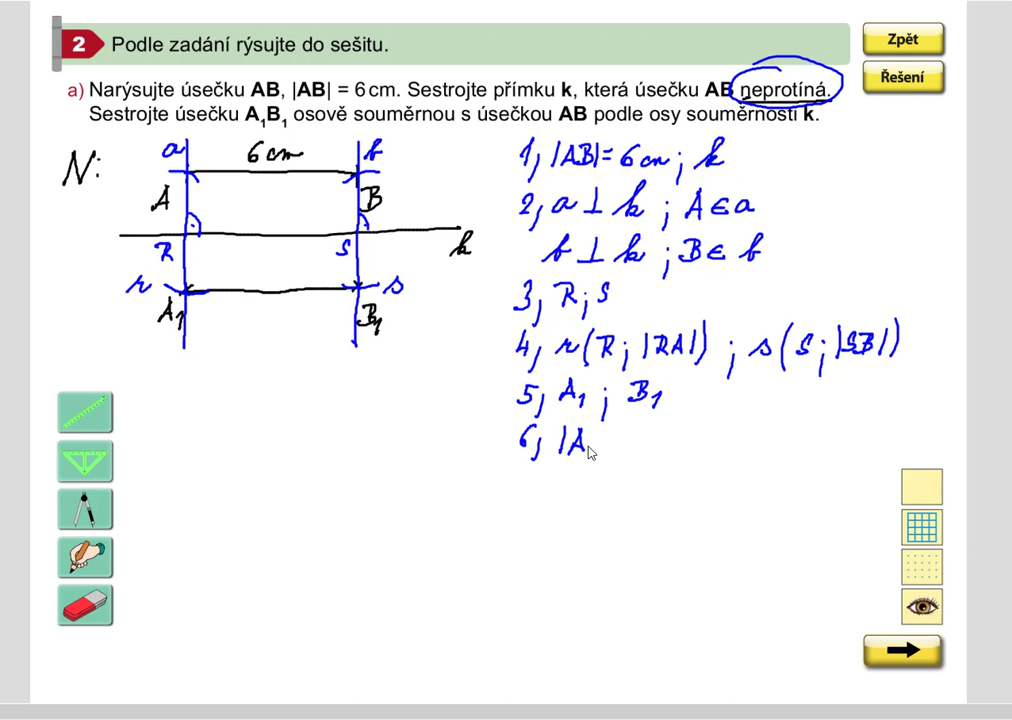 2 Podle zadání rýsujte do sešitu.
Zpět
Řešení
a) Narýsujte úsečku AB, |AB| = 6 cm. Sestrojte přímku k, která úsečku AB neprotíná.
Sestrojte úsečku A₁B₁ osově souměrnou s úsečkou AB podle osy souměrnosti k.
N:
a 6 cm b
A B
R S k
r s
A₁ B₁
1, |AB| = 6 cm ; k
2, a ⊥ k ; A ∈ a
b ⊥ k ; B ∈ b
3, R ; S
4, r(R ; |RA|) ; s(S ; |SB|)
5, A₁ ; B₁
6, |A